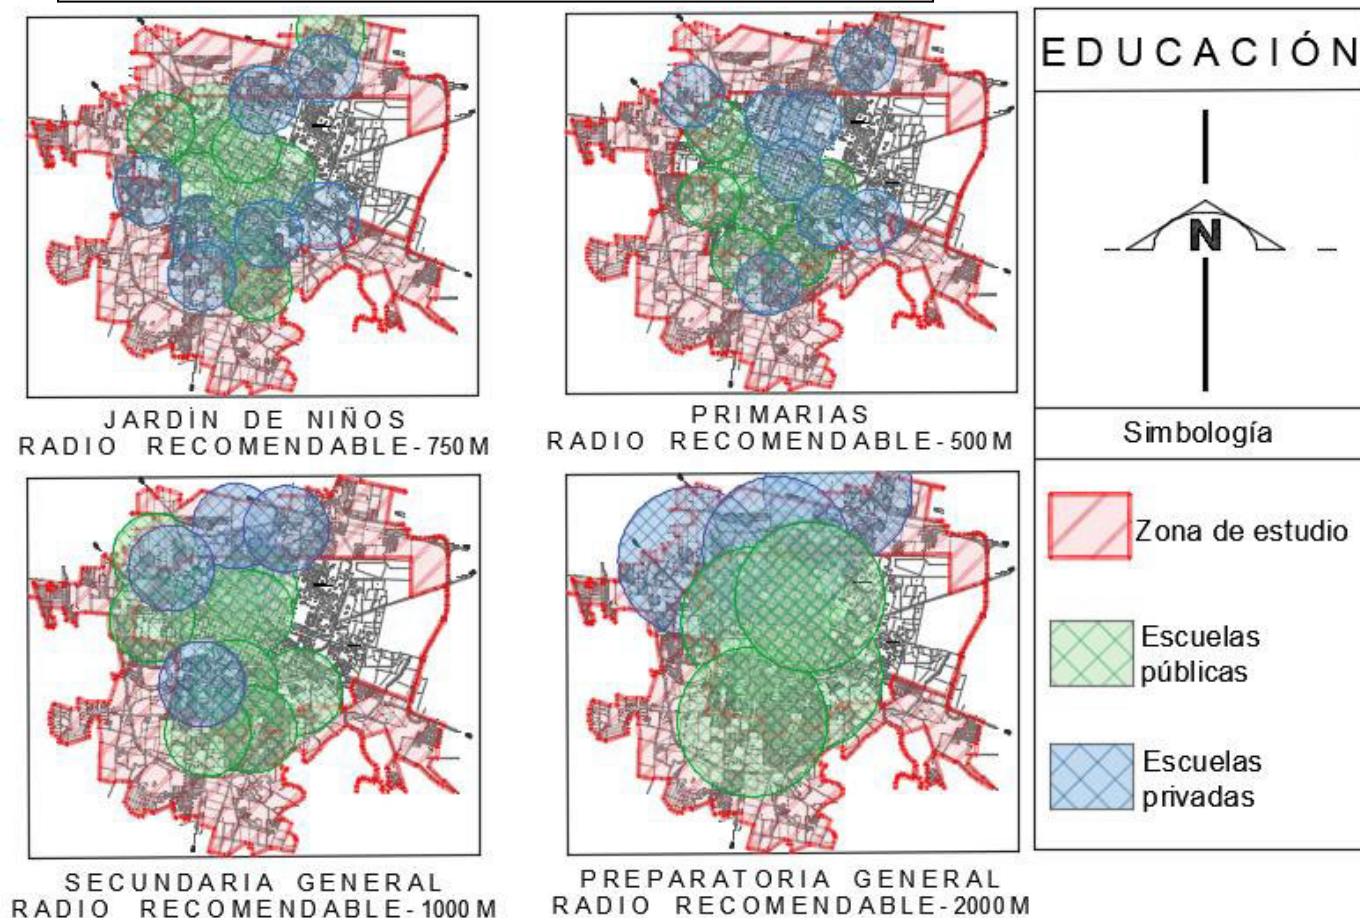 JARDÌN DE NIÑOS
RADIO RECOMENDABLE-750M
PRIMARIAS
RADIO RECOMENDABLE-500M
SECUNDARIA GENERAL
RADIO RECOMENDABLE-1000M
PREPARATORIA GENERAL
RADIO RECOMENDABLE-2000M
EDUCACIÓN
N
Simbología
Zona de estudio
Escuelas
públicas
Escuelas
privadas